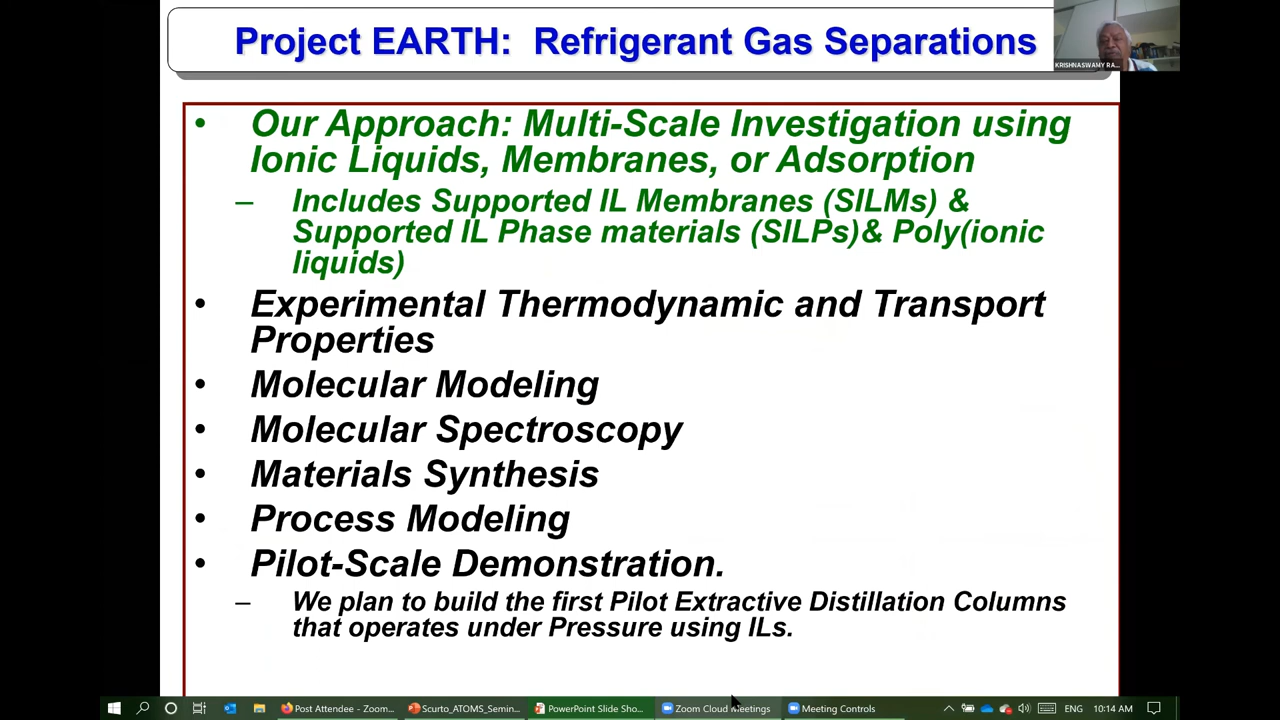 Project EARTH: Refrigerant Gas Separations
KRISHNASWAMY RA...
• Our Approach: Multi-Scale Investigation using
Ionic Liquids, Membranes, or Adsorption
– Includes Supported IL Membranes (SILMs) &
Supported IL Phase materials (SILPs)& Poly(ionic
liquids)
• Experimental Thermodynamic and Transport
Properties
• Molecular Modeling
• Molecular Spectroscopy
• Materials Synthesis
• Process Modeling
• Pilot-Scale Demonstration.
– We plan to build the first Pilot Extractive Distillation Columns
that operates under Pressure using ILs.
Post Attendee - Zoom... Scurto_ATOMS_Semin... PowerPoint Slide Sho... Zoom Cloud Meetings Meeting Controls ENG 10:14 AM